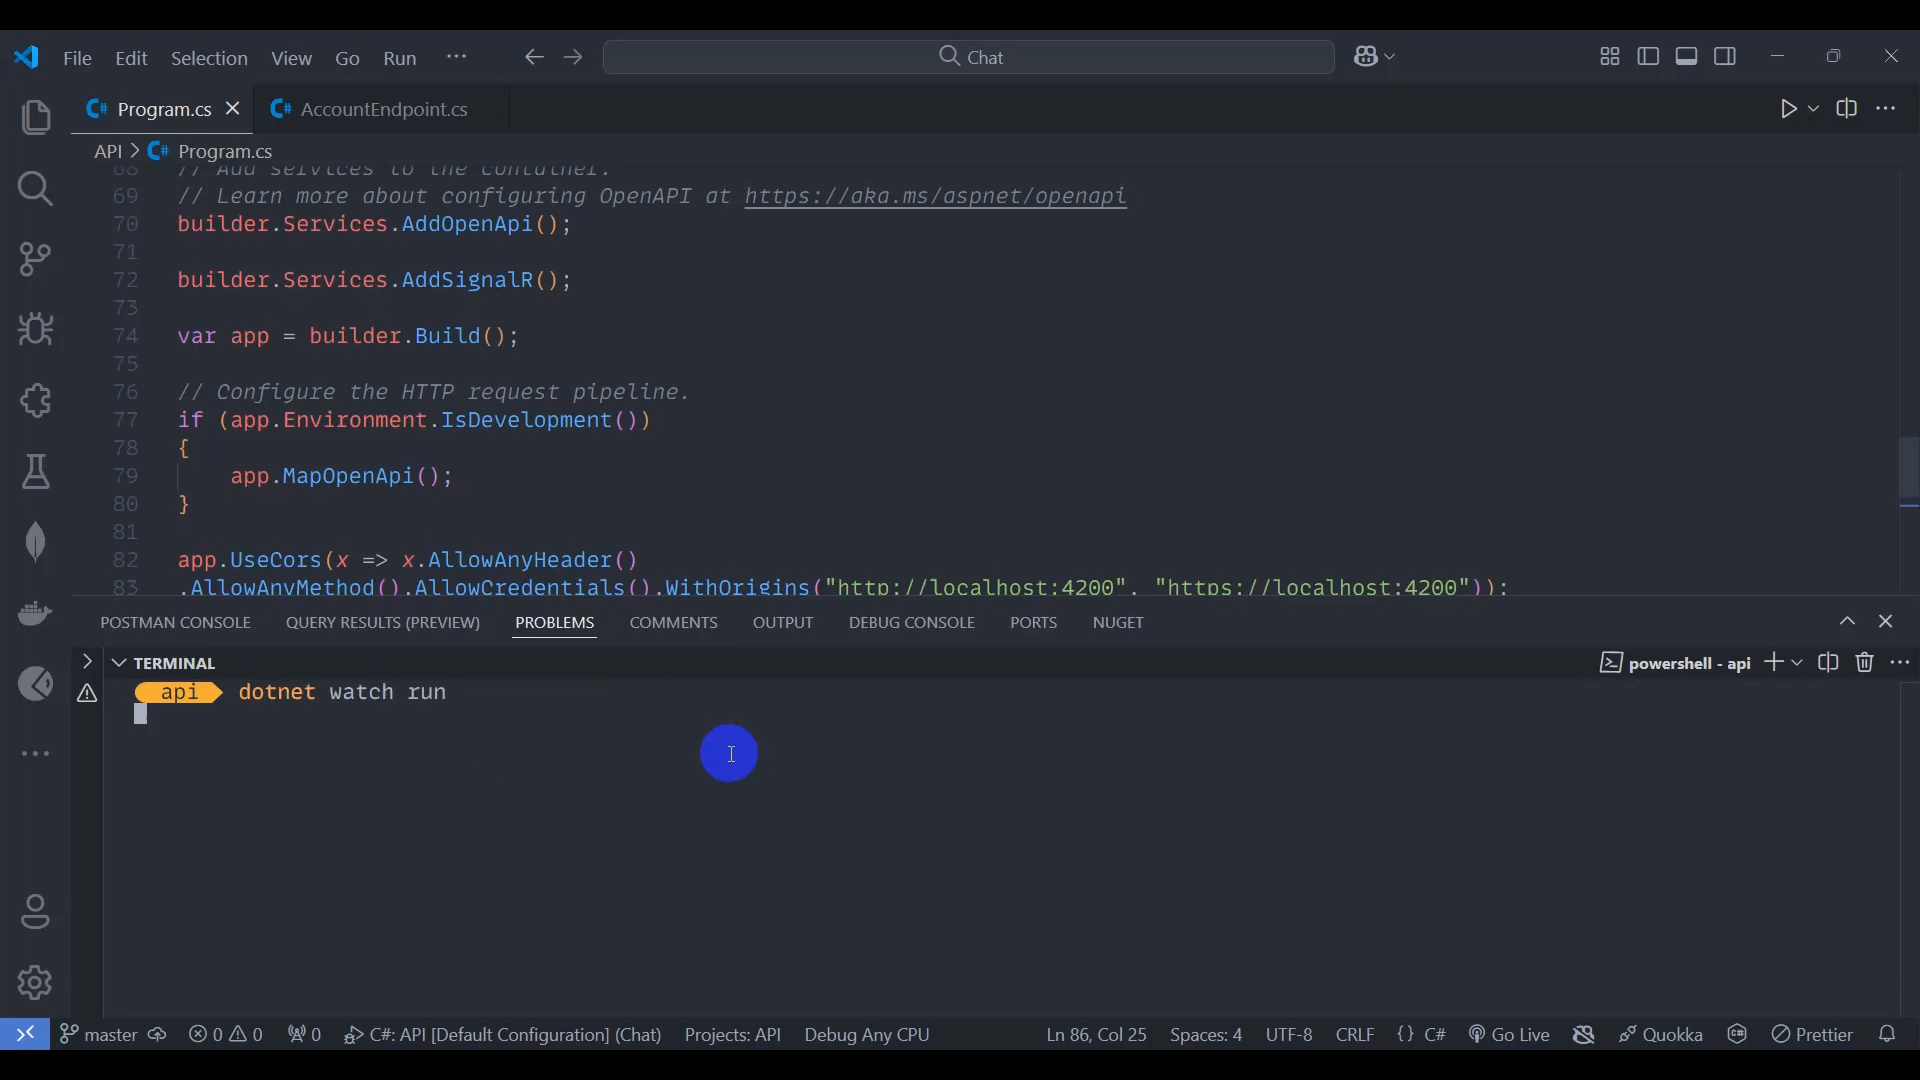 File Edit Selection View Go Run ··· Chat
Program.cs AccountEndpoint.cs
API > Program.cs
68 // Add services to the container.
69 // Learn more about configuring OpenAPI at https://aka.ms/aspnet/openapi
70 builder.Services.AddOpenApi();
71
72 builder.Services.AddSignalR();
73
74 var app = builder.Build();
75
76 // Configure the HTTP request pipeline.
77 if (app.Environment.IsDevelopment())
78 {
79 app.MapOpenApi();
80 }
81
82 app.UseCors(x => x.AllowAnyHeader()
83 .AllowAnyMethod().AllowCredentials().WithOrigins("http://localhost:4200", "https://localhost:4200"));
POSTMAN CONSOLE QUERY RESULTS (PREVIEW) PROBLEMS COMMENTS OUTPUT DEBUG CONSOLE PORTS NUGET
TERMINAL powershell - api
api dotnet watch run
master 0 0 0 C#: API [Default Configuration] (Chat) Projects: API Debug Any CPU Ln 86, Col 25 Spaces: 4 UTF-8 CRLF {} C# Go Live Quokka Prettier